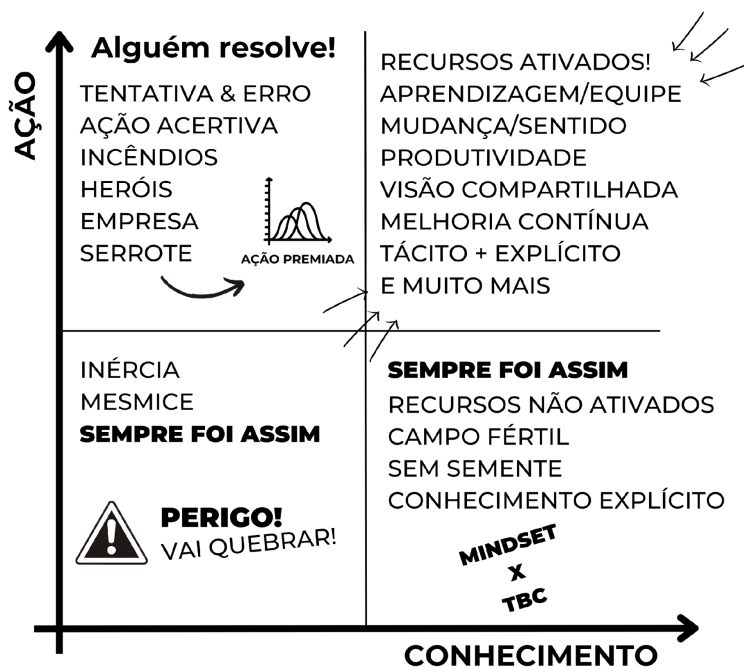 AÇÃO
Alguém resolve!
TENTATIVA & ERRO
AÇÃO ACERTIVA
INCÊNDIOS
HERÓIS
EMPRESA
SERROTE
AÇÃO PREMIADA
RECURSOS ATIVADOS!
APRENDIZAGEM/EQUIPE
MUDANÇA/SENTIDO
PRODUTIVIDADE
VISÃO COMPARTILHADA
MELHORIA CONTÍNUA
TÁCITO + EXPLÍCITO
E MUITO MAIS
INÉRCIA
MESMICE
SEMPRE FOI ASSIM
PERIGO!
VAI QUEBRAR!
SEMPRE FOI ASSIM
RECURSOS NÃO ATIVADOS
CAMPO FÉRTIL
SEM SEMENTE
CONHECIMENTO EXPLÍCITO
MINDSET
X
TBC
CONHECIMENTO